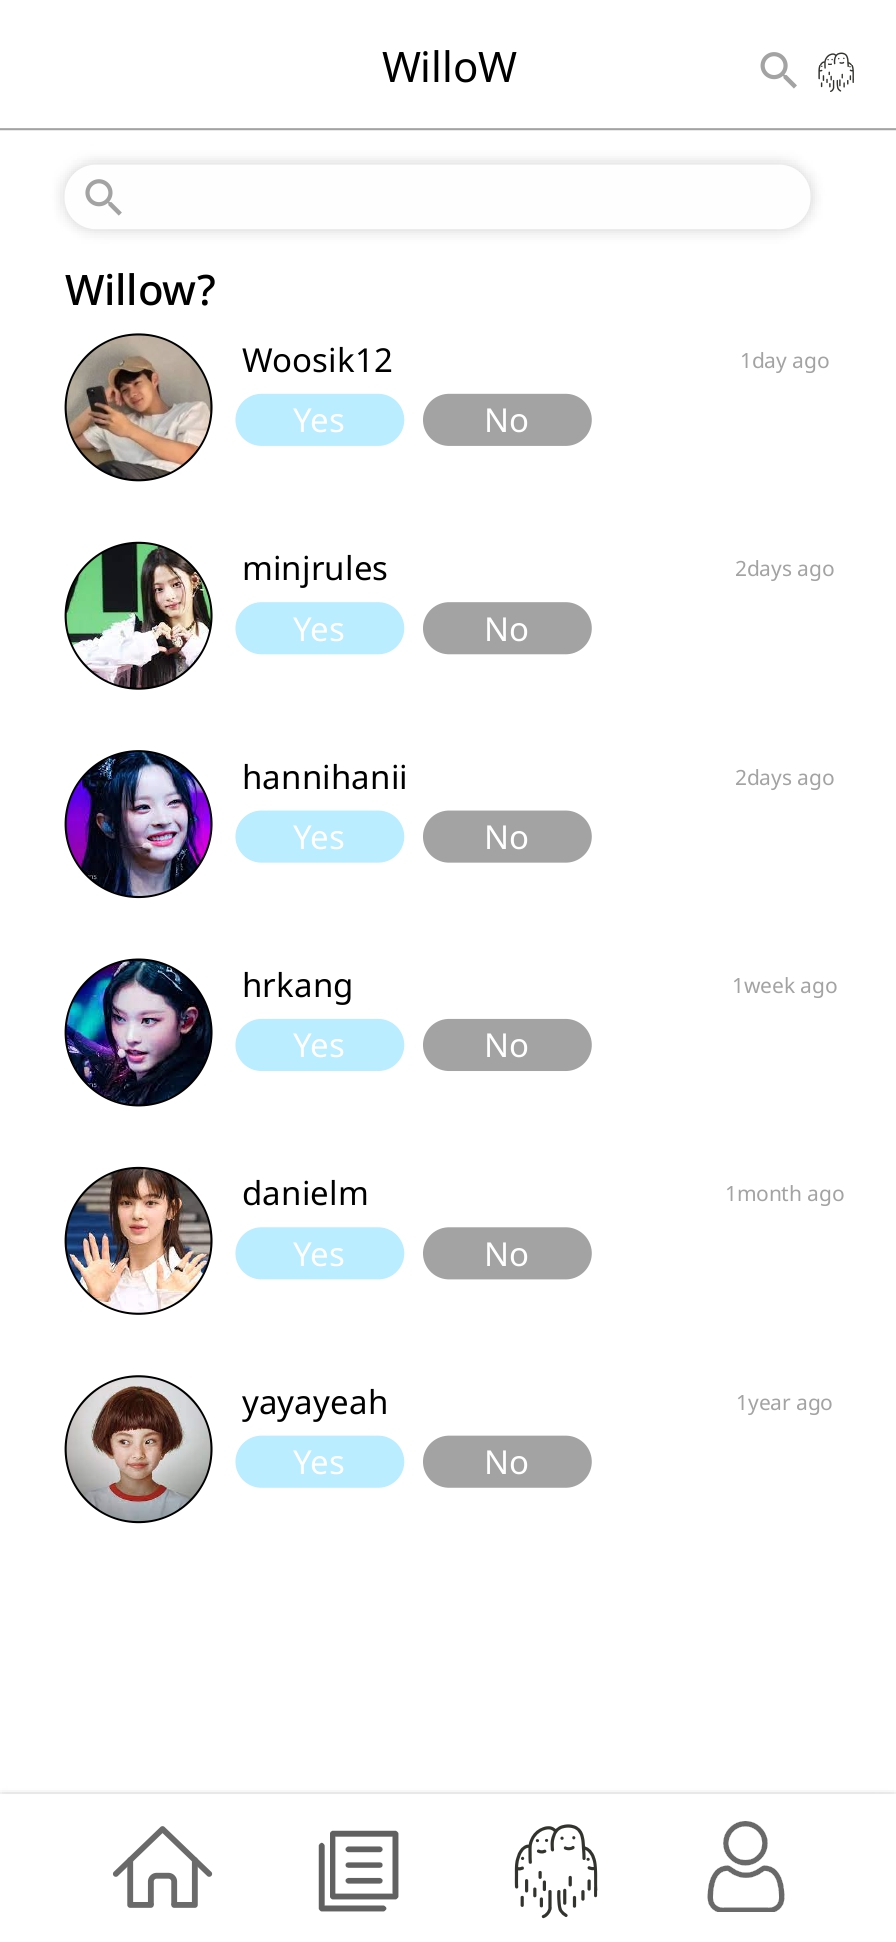 WilloW
Willow?
Woosik12
1day ago
Yes
No
minjrules
2days ago
Yes
No
hannihanii
2days ago
Yes
No
hrkang
1week ago
Yes
No
danielm
1month ago
Yes
No
yayayeah
1year ago
Yes
No